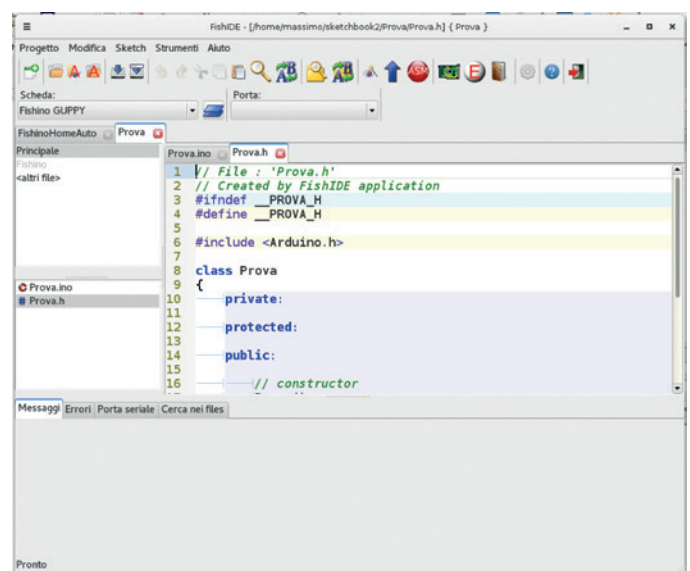 FishIDE - [/home/massimo/sketchbook2/Prova/Prova.h] { Prova }
Progetto Modifica Sketch Strumenti Aiuto
Scheda: Porta:
Fishino GUPPY
FishinoHomeAuto Prova
Principale
Fishino
<altri file>
Prova.ino
Prova.h
Prova.ino Prova.h
1 // File : 'Prova.h'
2 // Created by FishIDE application
3 #ifndef __PROVA_H
4 #define __PROVA_H
5
6 #include <Arduino.h>
7
8 class Prova
9 {
10 private:
11
12 protected:
13
14 public:
15
16 // constructor
Messaggi Errori Porta seriale Cerca nei files
Pronto